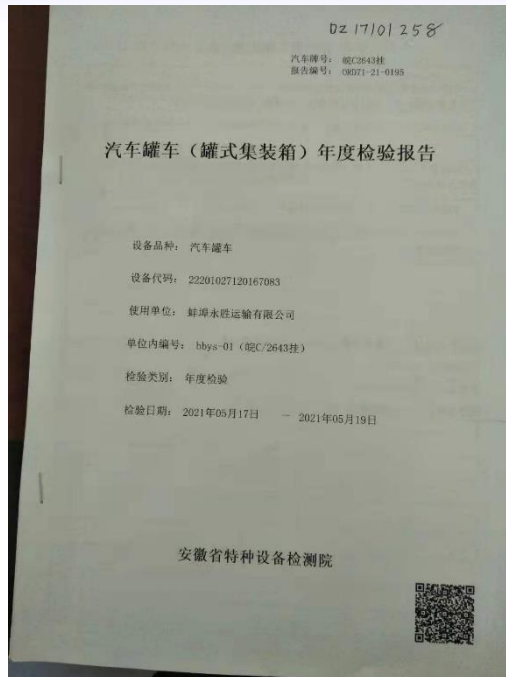 DZ17101258
汽车牌号: 皖C2643挂
报告编号: ORD71-21-0195
汽车罐车（罐式集装箱）年度检验报告
设备品种: 汽车罐车
设备代码: 22201027120167083
使用单位: 蚌埠永胜运输有限公司
单位内编号: bbys-01（皖C/2643挂）
检验类别: 年度检验
检验日期: 2021年05月17日 — 2021年05月19日
安徽省特种设备检测院